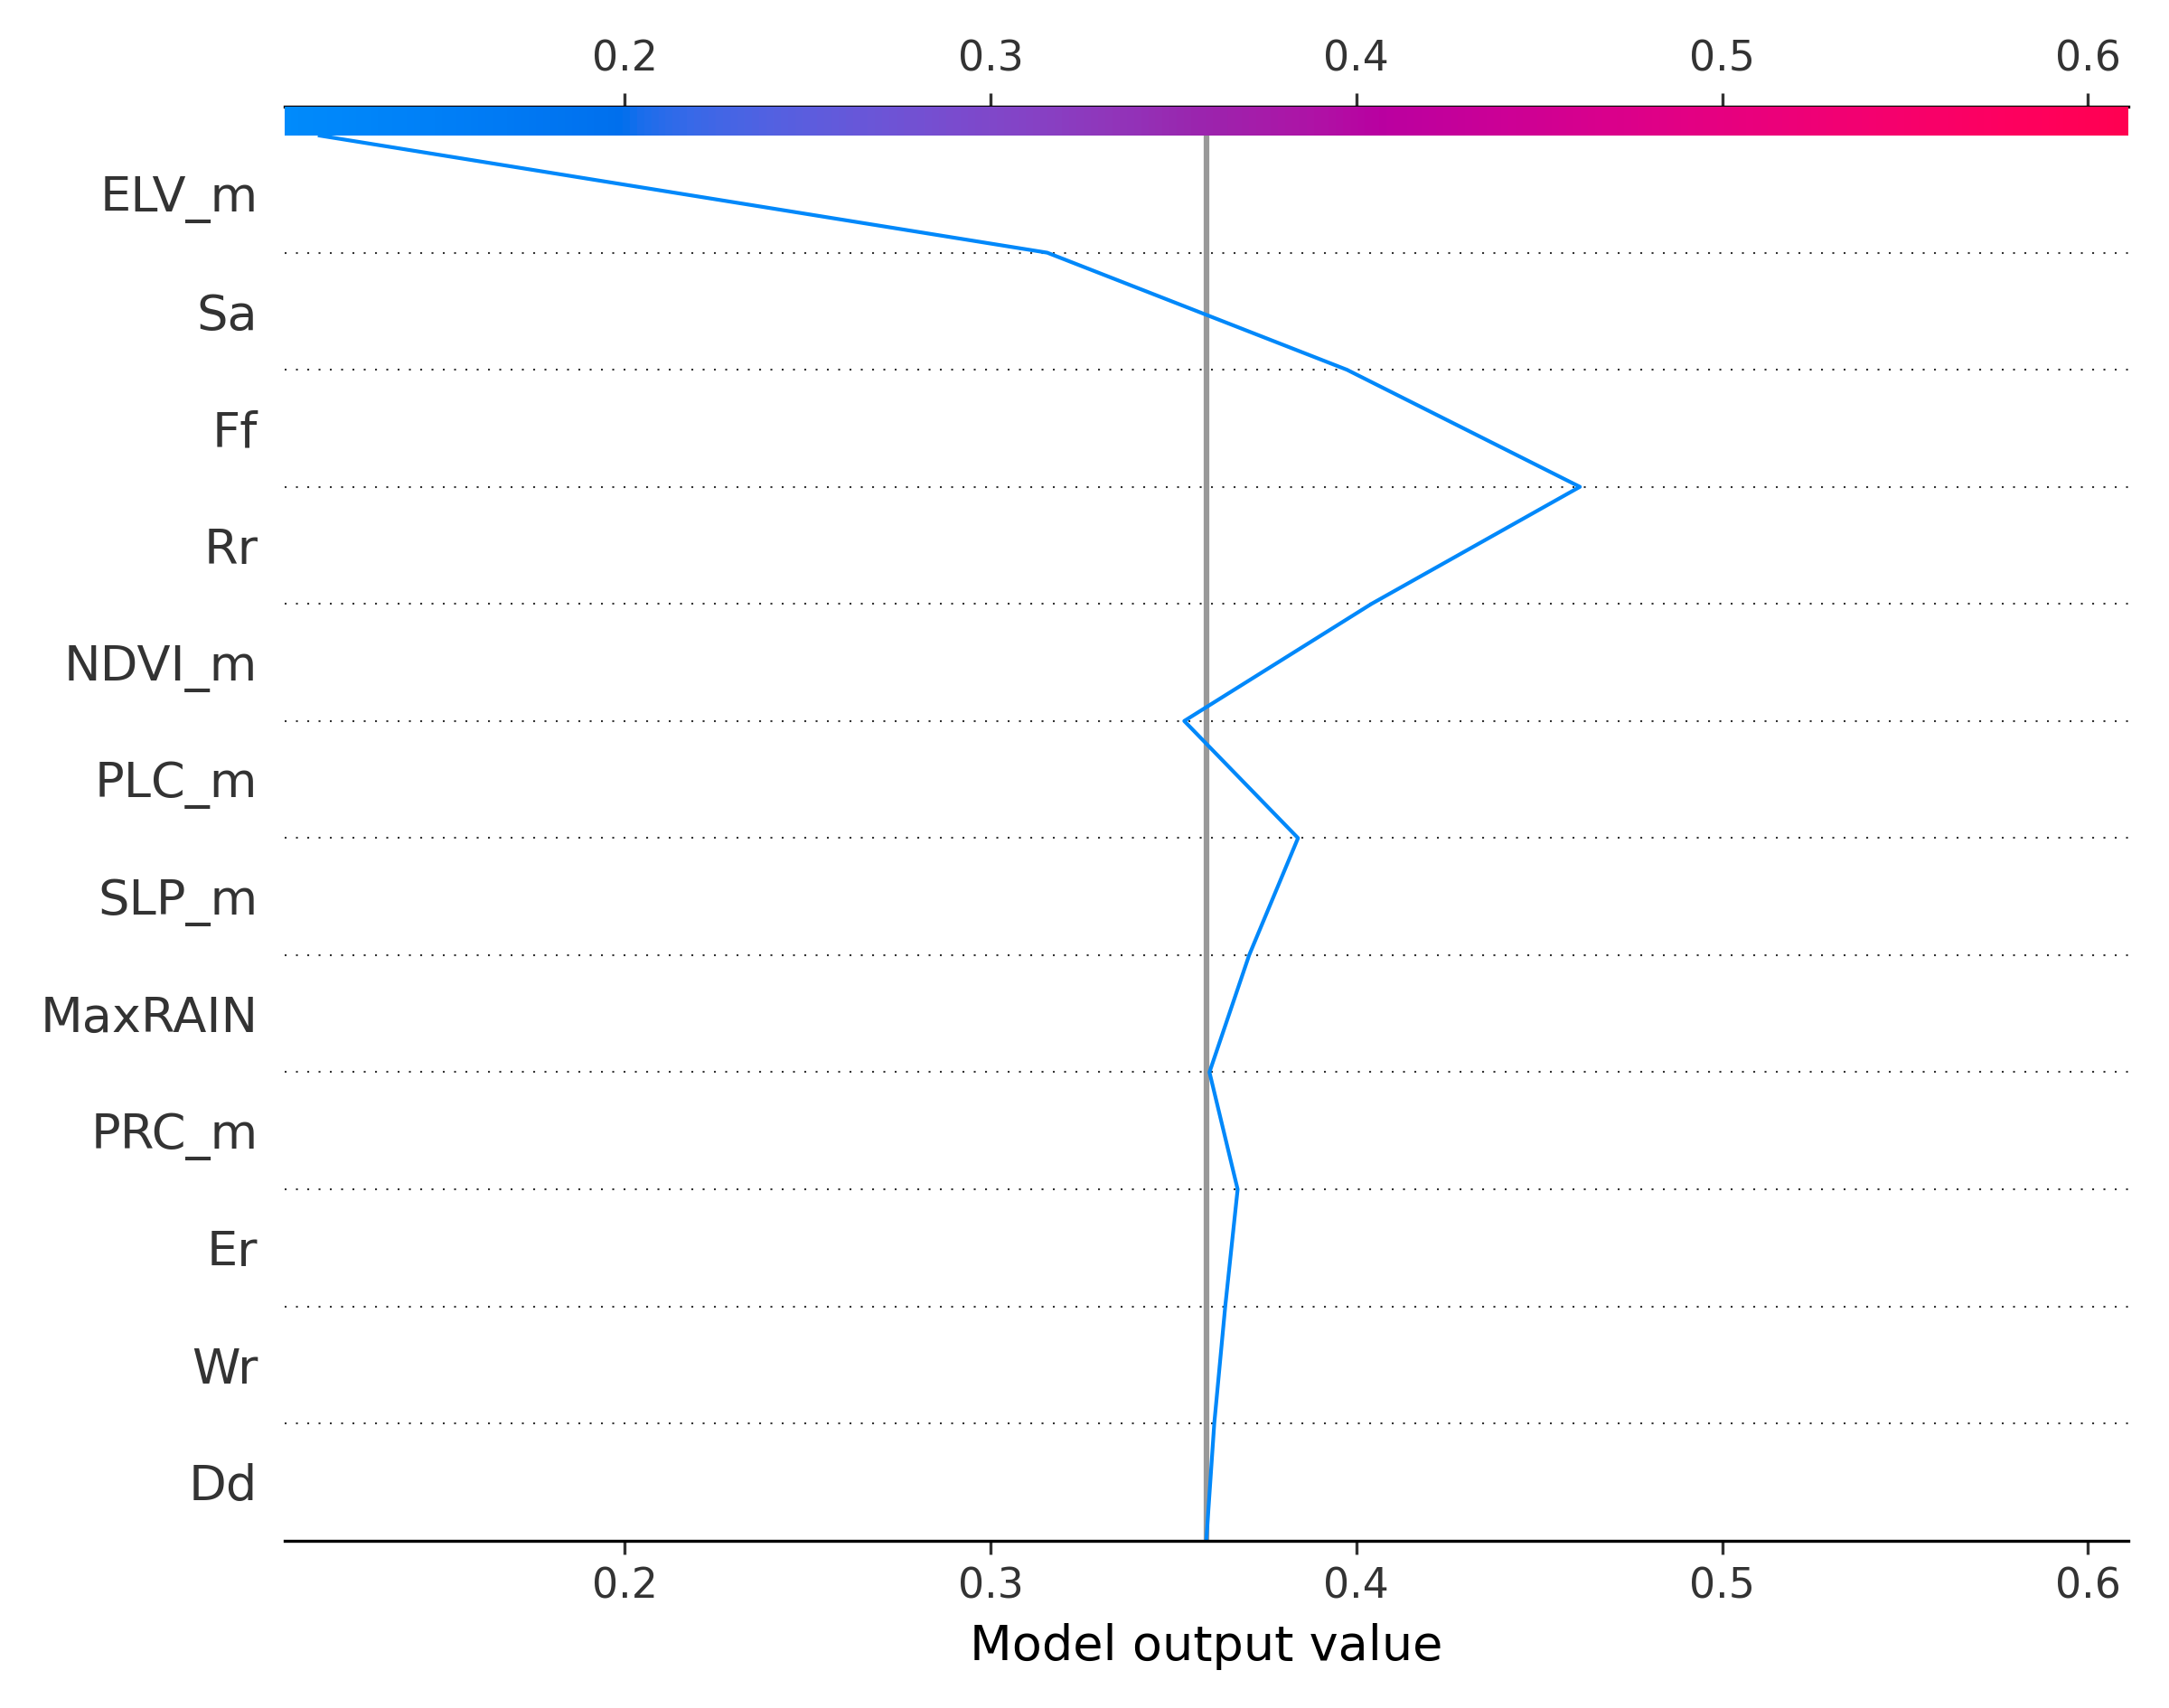 0.2 0.3 0.4 0.5 0.6
ELV_m
Sa
Ff
Rr
NDVI_m
PLC_m
SLP_m
MaxRAIN
PRC_m
Er
Wr
Dd
0.2 0.3 0.4 0.5 0.6
Model output value